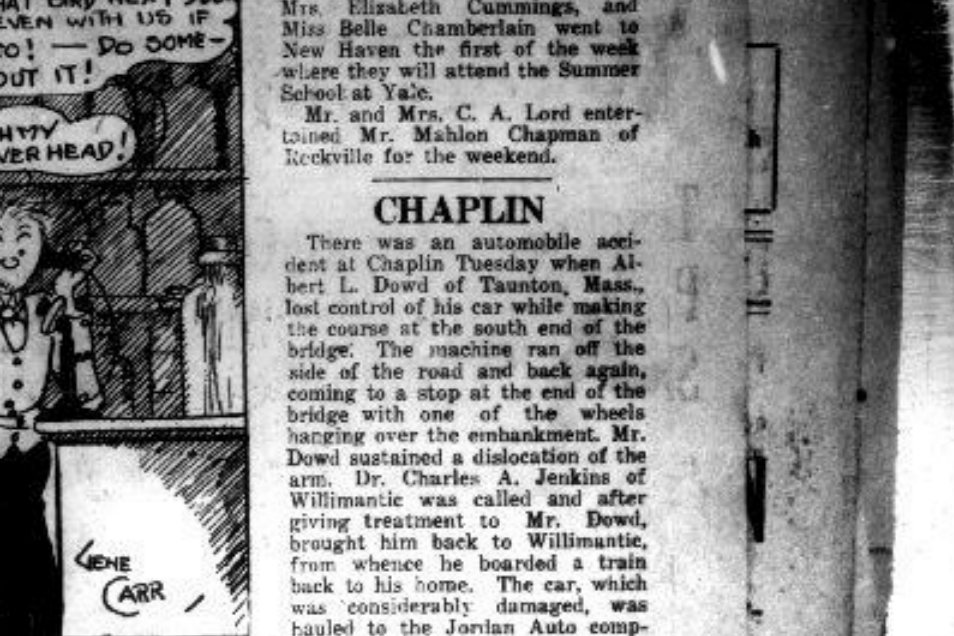 EVEN WITH US IF
TO! — DO SOME-
OUT IT!
MY
OVER HEAD!
GENE
CARR
Mrs. Elizabeth Cummings, and
Miss Belle Chamberlain went to
New Haven the first of the week
where they will attend the Summer
School at Yale.
Mr. and Mrs. C. A. Lord enter-
tained Mr. Mahlon Chapman of
Rockville for the weekend.
CHAPLIN
There was an automobile acci-
dent at Chaplin Tuesday when Al-
bert L. Dowd of Taunton, Mass.,
lost control of his car while making
the course at the south end of the
bridge. The machine ran off the
side of the road and back again,
coming to a stop at the end of the
bridge with one of the wheels
hanging over the embankment. Mr.
Dowd sustained a dislocation of the
arm. Dr. Charles A. Jenkins of
Willimantic was called and after
giving treatment to Mr. Dowd,
brought him back to Willimantic,
from whence he boarded a train
back to his home. The car, which
was considerably damaged, was
hauled to the Jordan Auto comp-